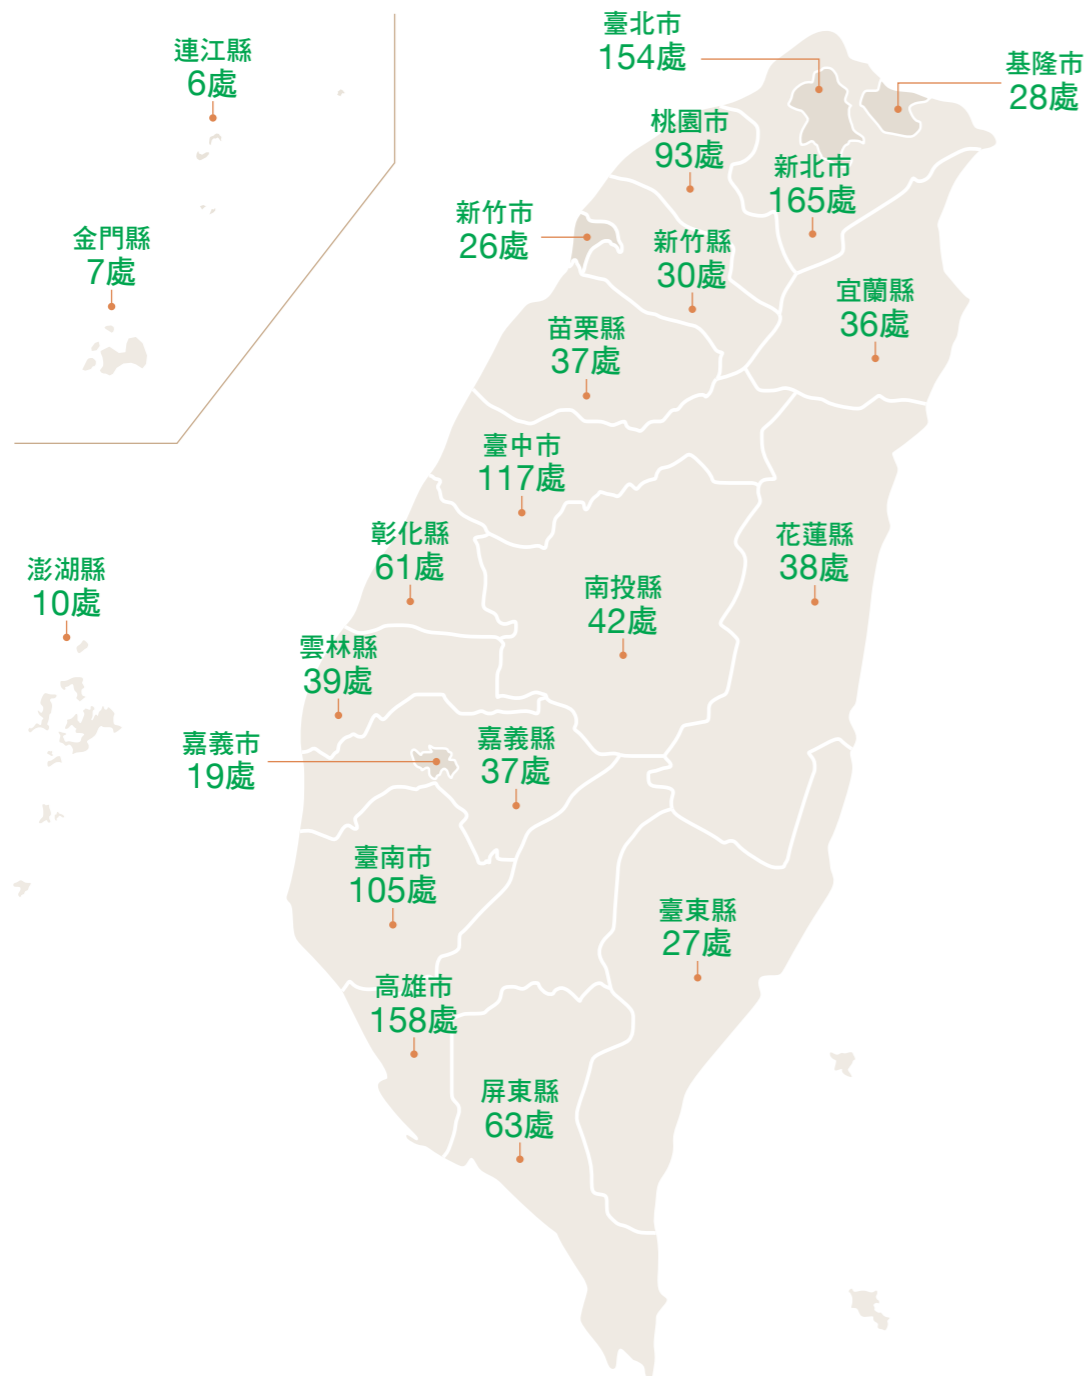 臺北市
154處
連江縣
6處
基隆市
28處
桃園市
93處
新北市
165處
新竹市
26處
金門縣
7處
新竹縣
30處
宜蘭縣
36處
苗栗縣
37處
臺中市
117處
彰化縣
61處
花蓮縣
38處
澎湖縣
10處
南投縣
42處
雲林縣
39處
嘉義市
19處
嘉義縣
37處
臺南市
105處
臺東縣
27處
高雄市
158處
屏東縣
63處